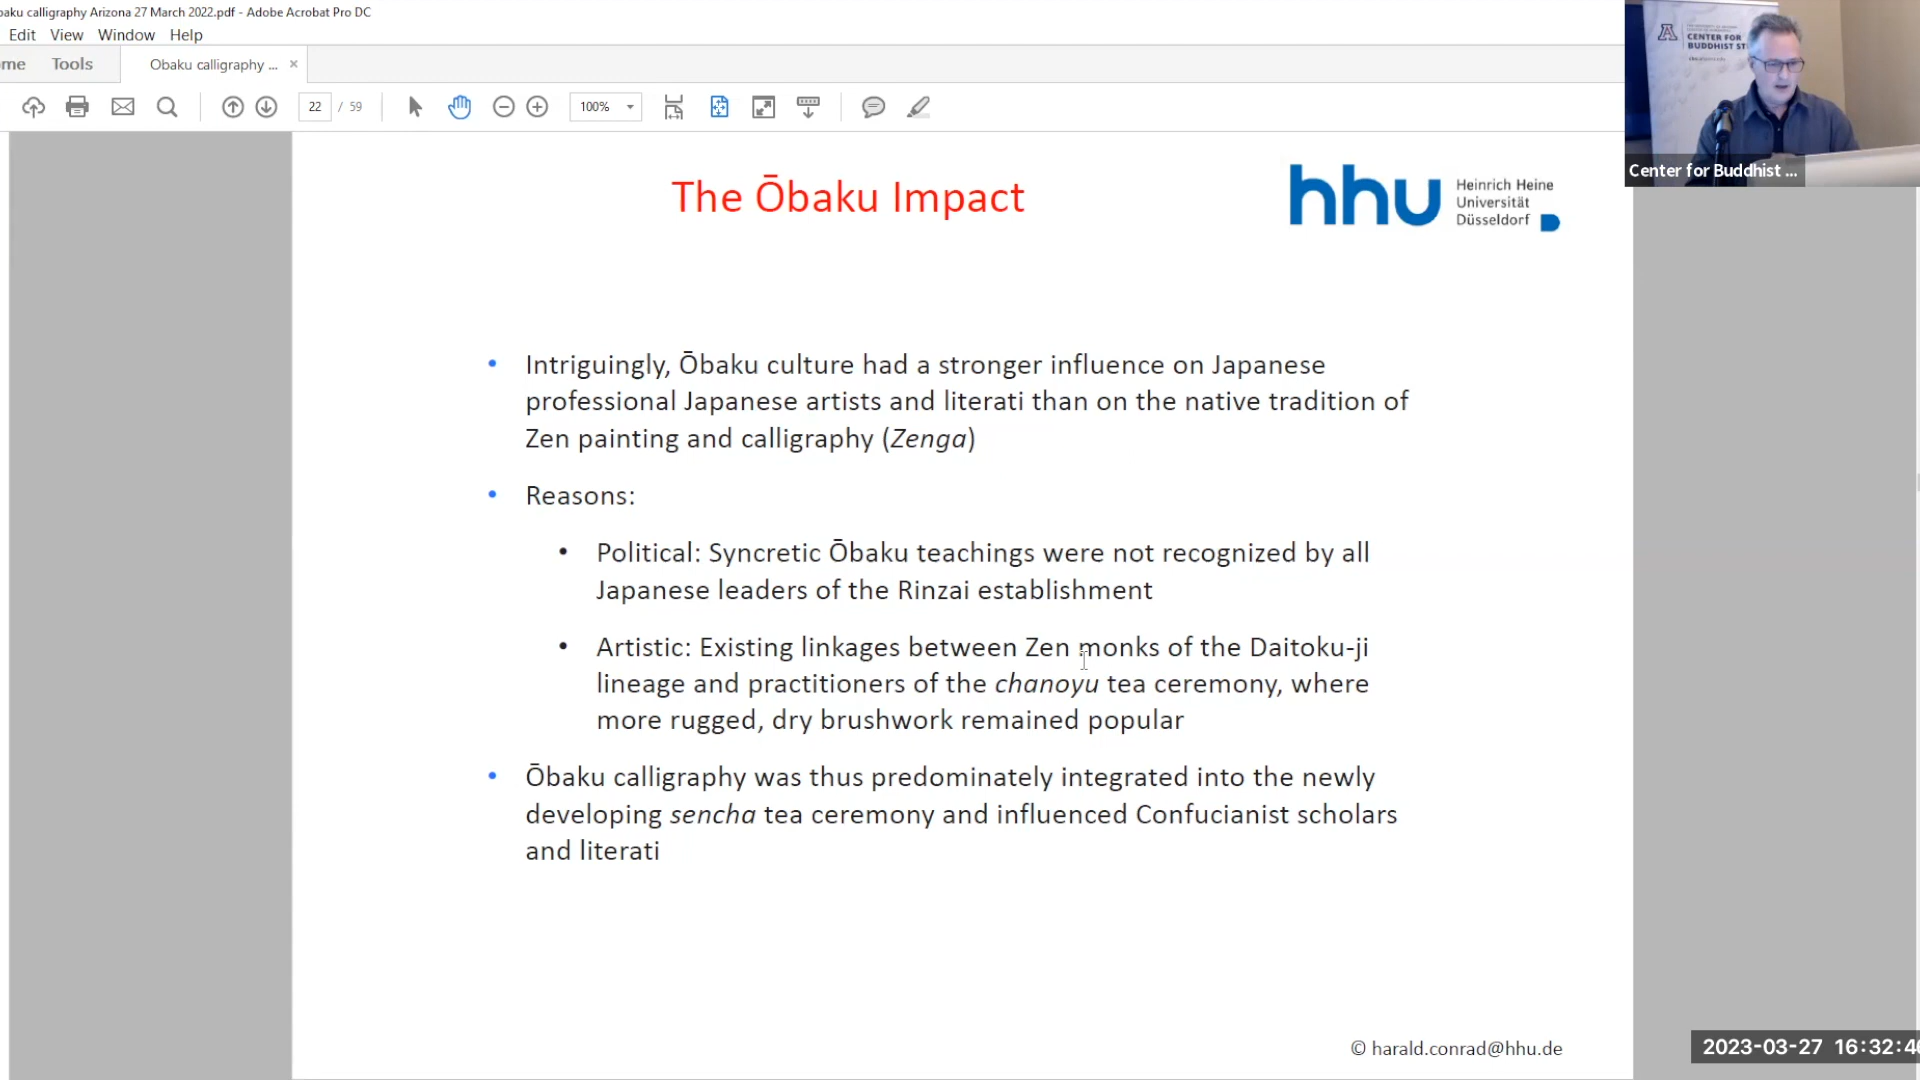 baku calligraphy Arizona 27 March 2022.pdf - Adobe Acrobat Pro DC
Edit View Window Help
me Tools Obaku calligraphy ... ×
22 / 59 100%
CENTER FOR
BUDDHIST ST
Center for Buddhist ...
The Ōbaku Impact
hhu Heinrich Heine
Universität
Düsseldorf
• Intriguingly, Ōbaku culture had a stronger influence on Japanese
professional Japanese artists and literati than on the native tradition of
Zen painting and calligraphy (Zenga)
• Reasons:
• Political: Syncretic Ōbaku teachings were not recognized by all
Japanese leaders of the Rinzai establishment
• Artistic: Existing linkages between Zen monks of the Daitoku-ji
lineage and practitioners of the chanoyu tea ceremony, where
more rugged, dry brushwork remained popular
• Ōbaku calligraphy was thus predominately integrated into the newly
developing sencha tea ceremony and influenced Confucianist scholars
and literati
© harald.conrad@hhu.de
2023-03-27 16:32:4